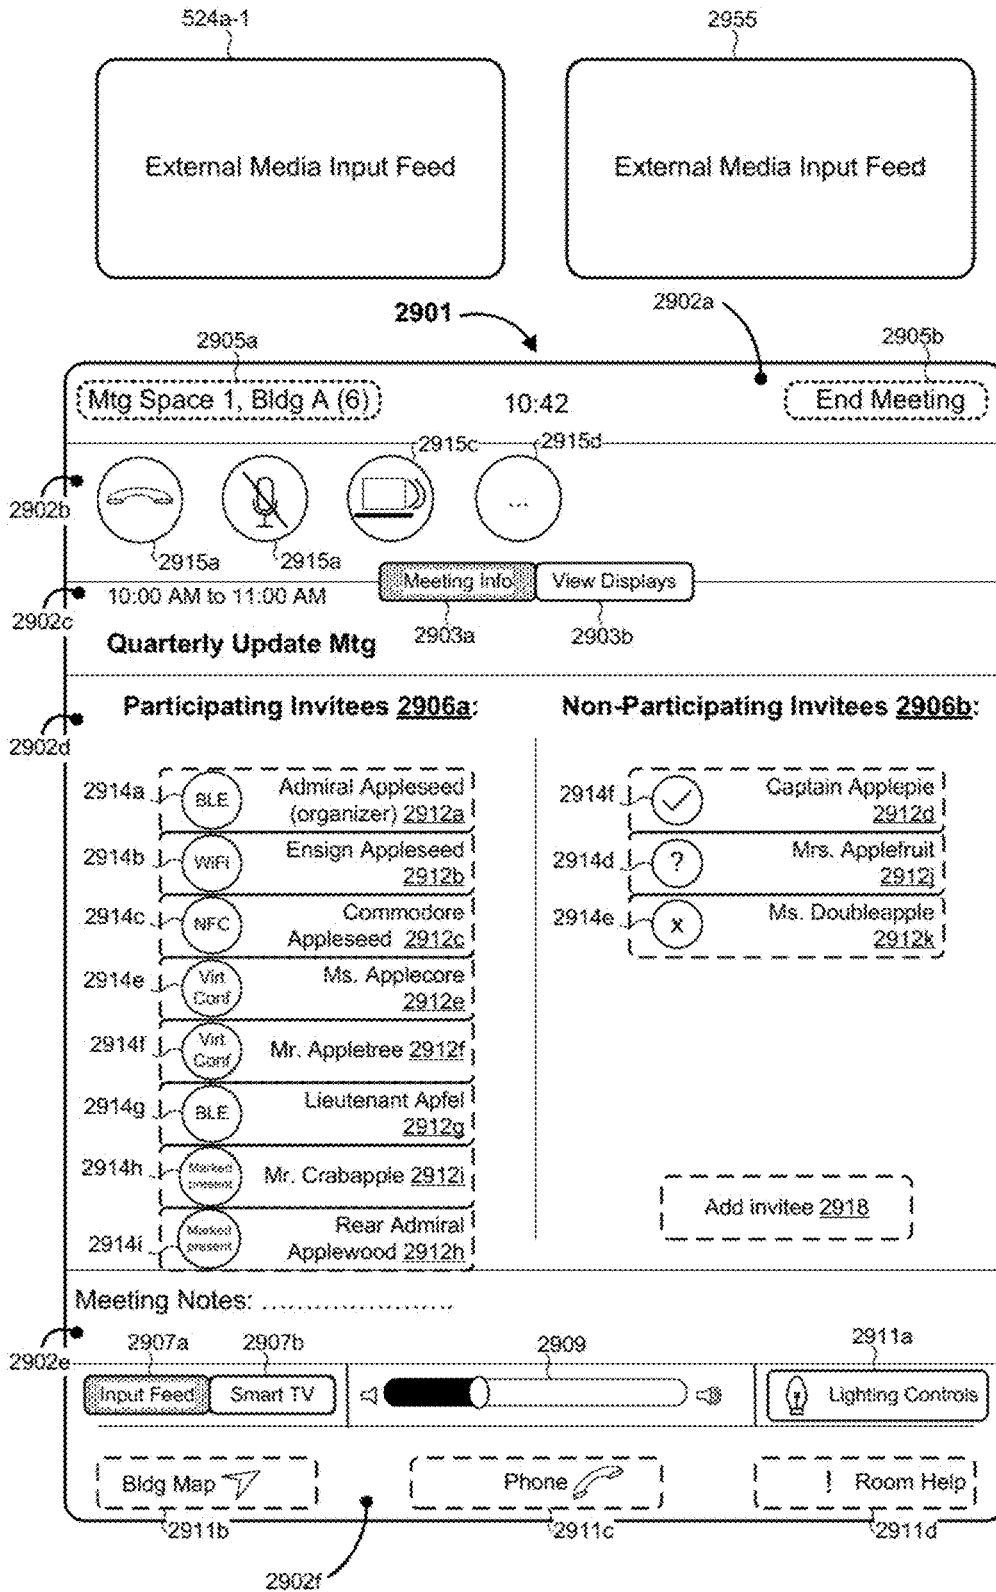 524a-1
2955
External Media Input Feed
External Media Input Feed
2901
2902a
2905a
2905b
Mtg Space 1, Bldg A (6)
10:42
End Meeting
2915c
2915d
...
2902b
2915a
2915a
Meeting Info
View Displays
10:00 AM to 11:00 AM
2902c
2903a
2903b
Quarterly Update Mtg
Participating Invitees 2906a:
Non-Participating Invitees 2906b:
2902d
2914a
BLE
Admiral Appleseed
(organizer) 2912a
2914b
WiFi
Ensign Appleseed
2912b
2914c
NFC
Commodore
Appleseed 2912c
2914e
Virt
Conf
Ms. Applecore
2912e
2914f
Virt
Conf
Mr. Appletree 2912f
2914g
BLE
Lieutenant Apfel
2912g
2914h
Marked
present
Mr. Crabapple 2912i
2914i
Marked
present
Rear Admiral
Applewood 2912h
2914f
Captain Applepie
2912d
2914d
?
Mrs. Applefruit
2912j
2914e
x
Ms. Doubleapple
2912k
Add invitee 2918
Meeting Notes: ......................
2902e
2907a
2907b
2909
2911a
Input Feed
Smart TV
Lighting Controls
Bldg Map
Phone
! Room Help
2911b
2911c
2911d
2902f